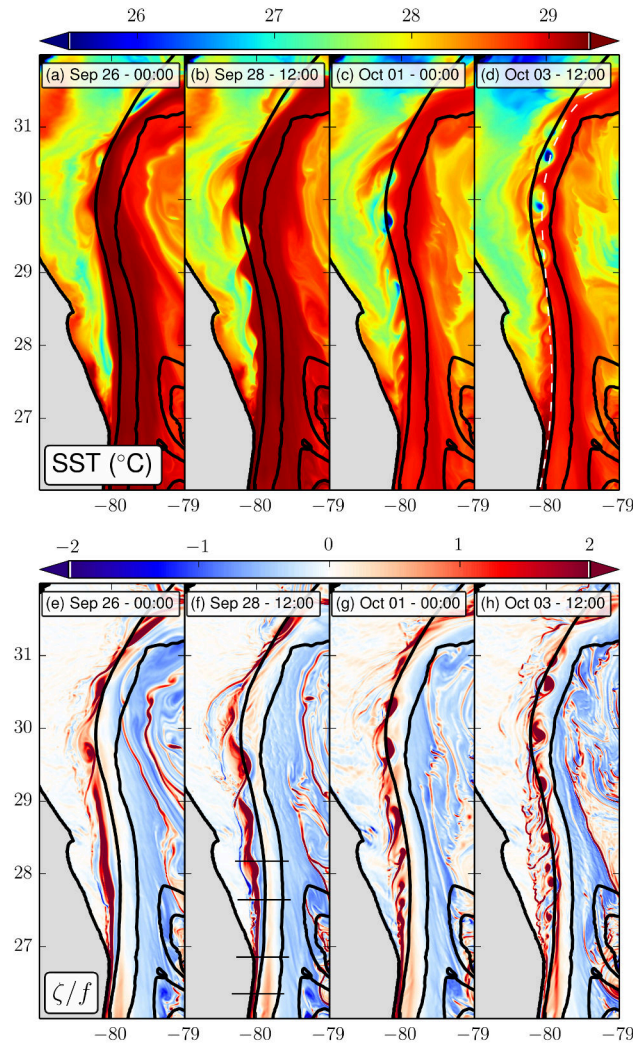 26 27 28 29
(a) Sep 26 - 00:00 (b) Sep 28 - 12:00 (c) Oct 01 - 00:00 (d) Oct 03 - 12:00
31
30
29
28
27
SST (°C)
−80 −79 −80 −79 −80 −79 −80 −79
−2 −1 0 1 2
(e) Sep 26 - 00:00 (f) Sep 28 - 12:00 (g) Oct 01 - 00:00 (h) Oct 03 - 12:00
31
30
29
28
27
ζ/f
−80 −79 −80 −79 −80 −79 −80 −79